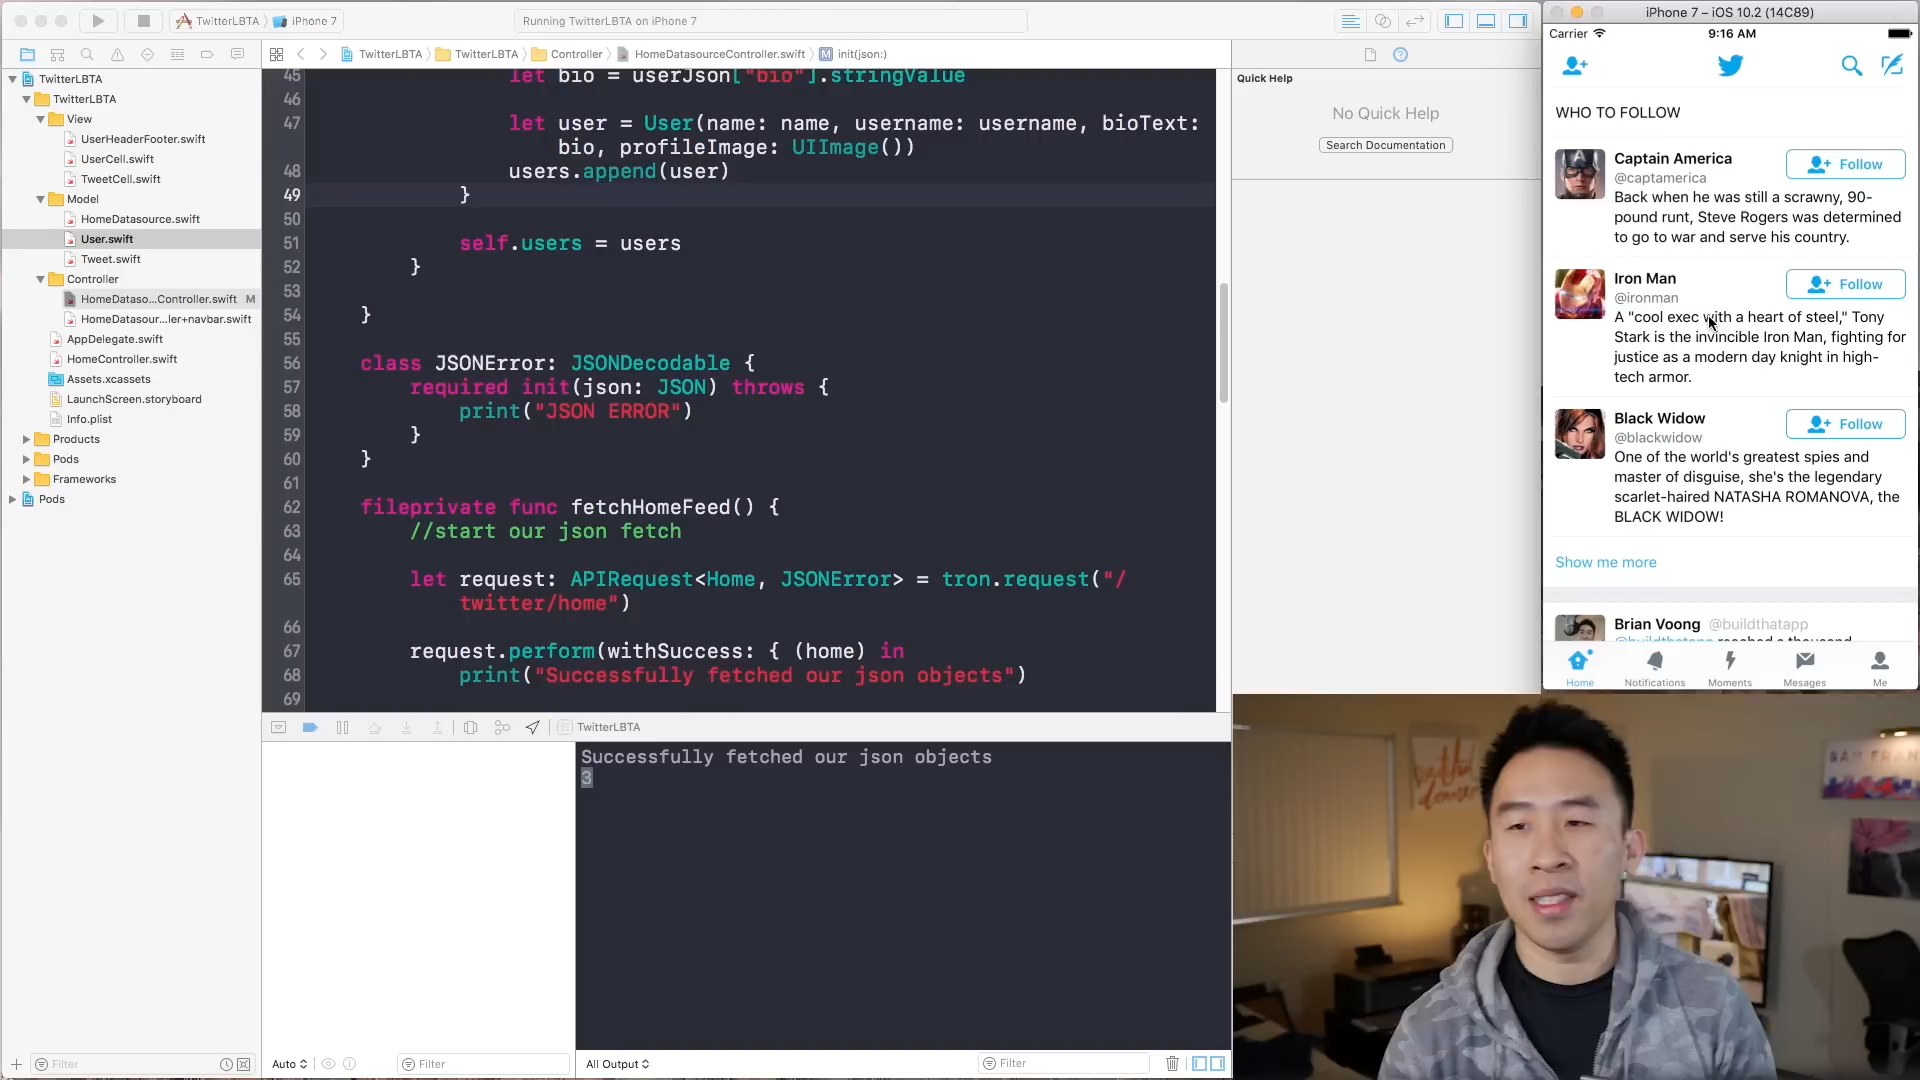 TwitterLBTA
iPhone 7
Running TwitterLBTA on iPhone 7
TwitterLBTA
TwitterLBTA
Controller
HomeDatasourceController.swift
M
init(json:)
TwitterLBTA
TwitterLBTA
View
UserHeaderFooter.swift
UserCell.swift
TweetCell.swift
Model
HomeDatasource.swift
User.swift
Tweet.swift
Controller
HomeDataso...Controller.swift M
HomeDatasour...ler+navbar.swift
AppDelegate.swift
HomeController.swift
Assets.xcassets
LaunchScreen.storyboard
Info.plist
Products
Pods
Frameworks
Pods
Filter
45 let bio = userJson["bio"].stringValue
46
47 let user = User(name: name, username: username, bioText:
bio, profileImage: UIImage())
48 users.append(user)
49 }
50
51 self.users = users
52 }
53
54 }
55
56 class JSONError: JSONDecodable {
57 required init(json: JSON) throws {
58 print("JSON ERROR")
59 }
60 }
61
62 fileprivate func fetchHomeFeed() {
63 //start our json fetch
64
65 let request: APIRequest<Home, JSONError> = tron.request("/
twitter/home")
66
67 request.perform(withSuccess: { (home) in
68 print("Successfully fetched our json objects")
69
TwitterLBTA
Successfully fetched our json objects
3
Auto
Filter
All Output
Filter
Quick Help
No Quick Help
Search Documentation
iPhone 7 – iOS 10.2 (14C89)
Carrier
9:16 AM
WHO TO FOLLOW
Captain America
Follow
@captamerica
Back when he was still a scrawny, 90-
pound runt, Steve Rogers was determined
to go to war and serve his country.
Iron Man
Follow
@ironman
A "cool exec with a heart of steel," Tony
Stark is the invincible Iron Man, fighting for
justice as a modern day knight in high-
tech armor.
Black Widow
Follow
@blackwidow
One of the world's greatest spies and
master of disguise, she's the legendary
scarlet-haired NATASHA ROMANOVA, the
BLACK WIDOW!
Show me more
Brian Voong @buildthatapp
@buildthatapp reached a thousand
Home
Notifications
Moments
Mesages
Me
SAN FRAN